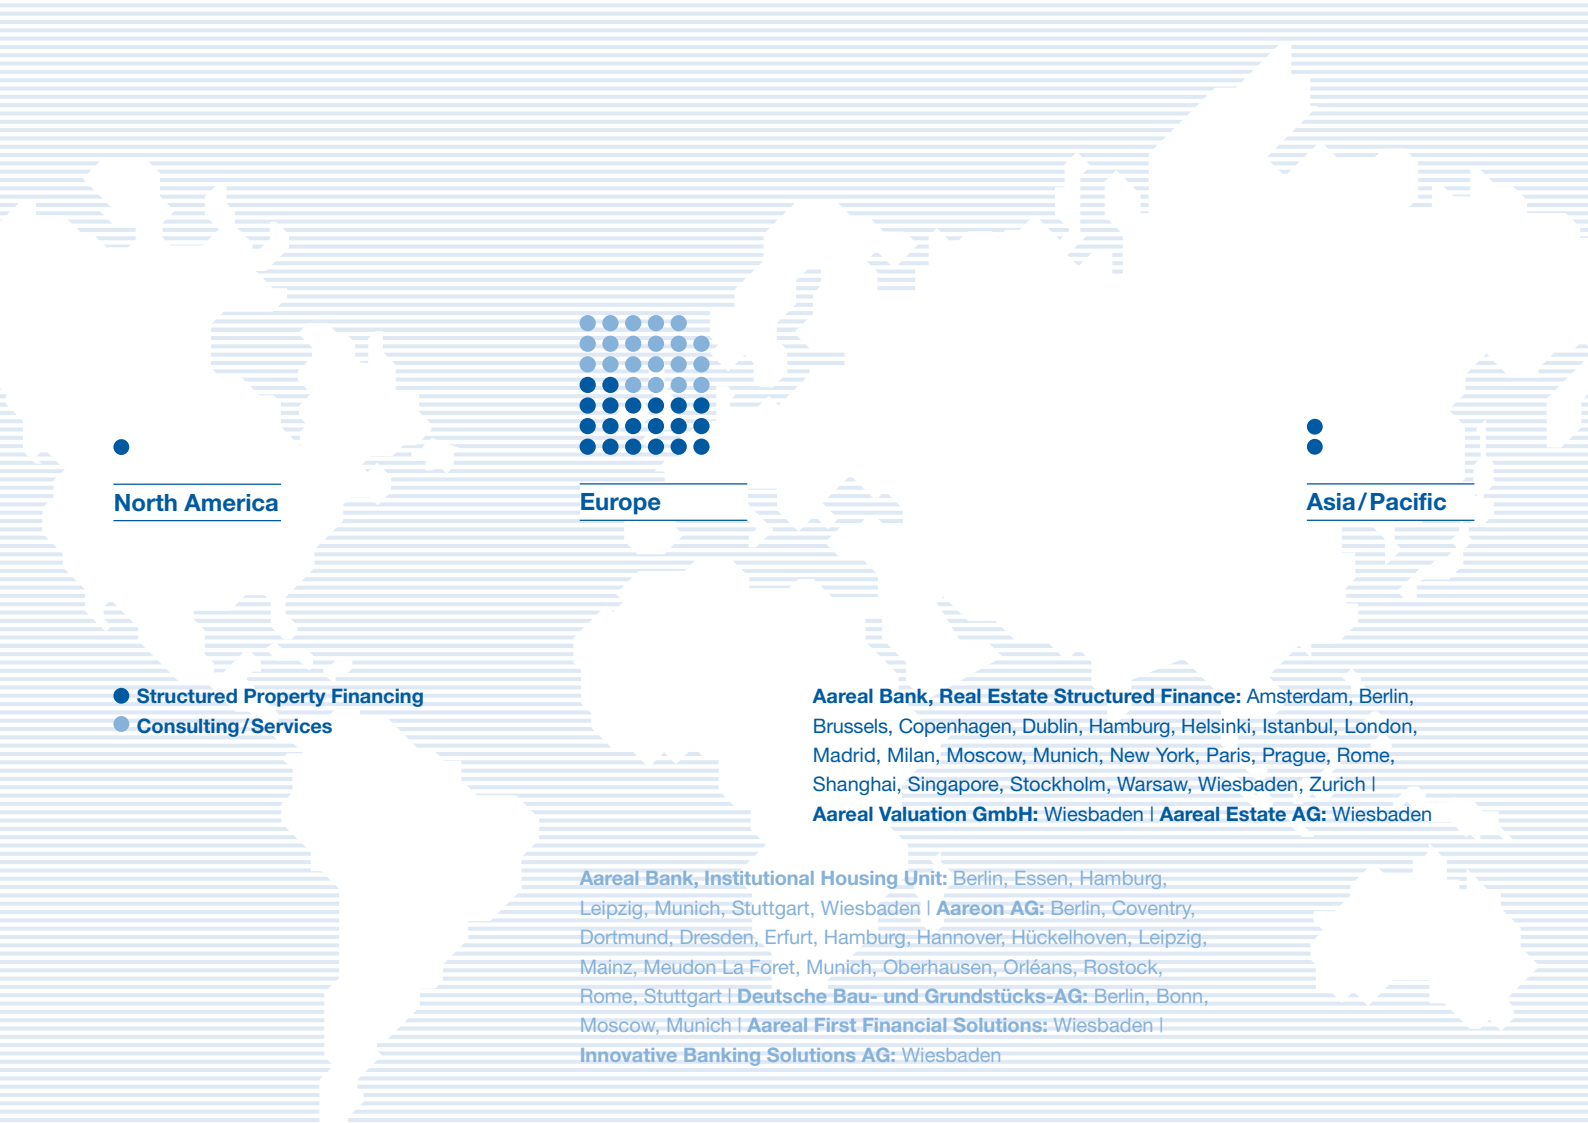 North America
Europe
Asia/Pacific
Structured Property Financing
Consulting/Services
Aareal Bank, Real Estate Structured Finance: Amsterdam, Berlin,
Brussels, Copenhagen, Dublin, Hamburg, Helsinki, Istanbul, London,
Madrid, Milan, Moscow, Munich, New York, Paris, Prague, Rome,
Shanghai, Singapore, Stockholm, Warsaw, Wiesbaden, Zurich |
Aareal Valuation GmbH: Wiesbaden | Aareal Estate AG: Wiesbaden
Aareal Bank, Institutional Housing Unit: Berlin, Essen, Hamburg,
Leipzig, Munich, Stuttgart, Wiesbaden | Aareon AG: Berlin, Coventry,
Dortmund, Dresden, Erfurt, Hamburg, Hannover, Hückelhoven, Leipzig,
Mainz, Meudon La Foret, Munich, Oberhausen, Orléans, Rostock,
Rome, Stuttgart | Deutsche Bau- und Grundstücks-AG: Berlin, Bonn,
Moscow, Munich | Aareal First Financial Solutions: Wiesbaden |
Innovative Banking Solutions AG: Wiesbaden